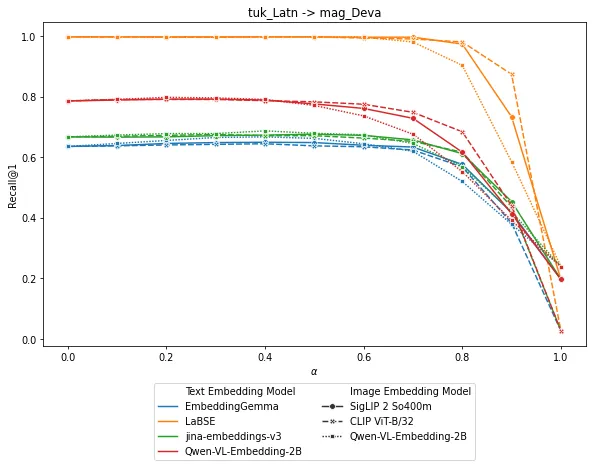 tuk_Latn -> mag_Deva
Recall@1
1.0
0.8
0.6
0.4
0.2
0.0
0.0 0.2 0.4 0.6 0.8 1.0
α
Text Embedding Model
EmbeddingGemma
LaBSE
jina-embeddings-v3
Qwen-VL-Embedding-2B
Image Embedding Model
SigLIP 2 So400m
CLIP ViT-B/32
Qwen-VL-Embedding-2B